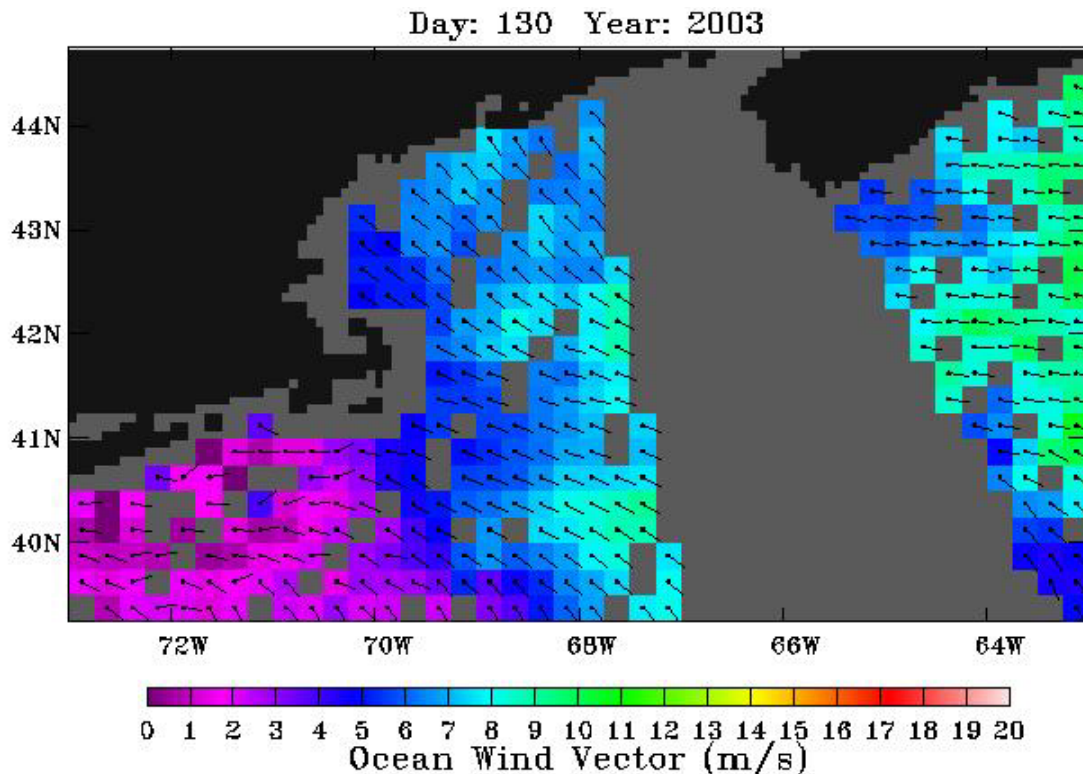 Day: 130 Year: 2003
44N
43N
42N
41N
40N
72W 70W 68W 66W 64W
0 1 2 3 4 5 6 7 8 9 10 11 12 13 14 15 16 17 18 19 20
Ocean Wind Vector (m/s)